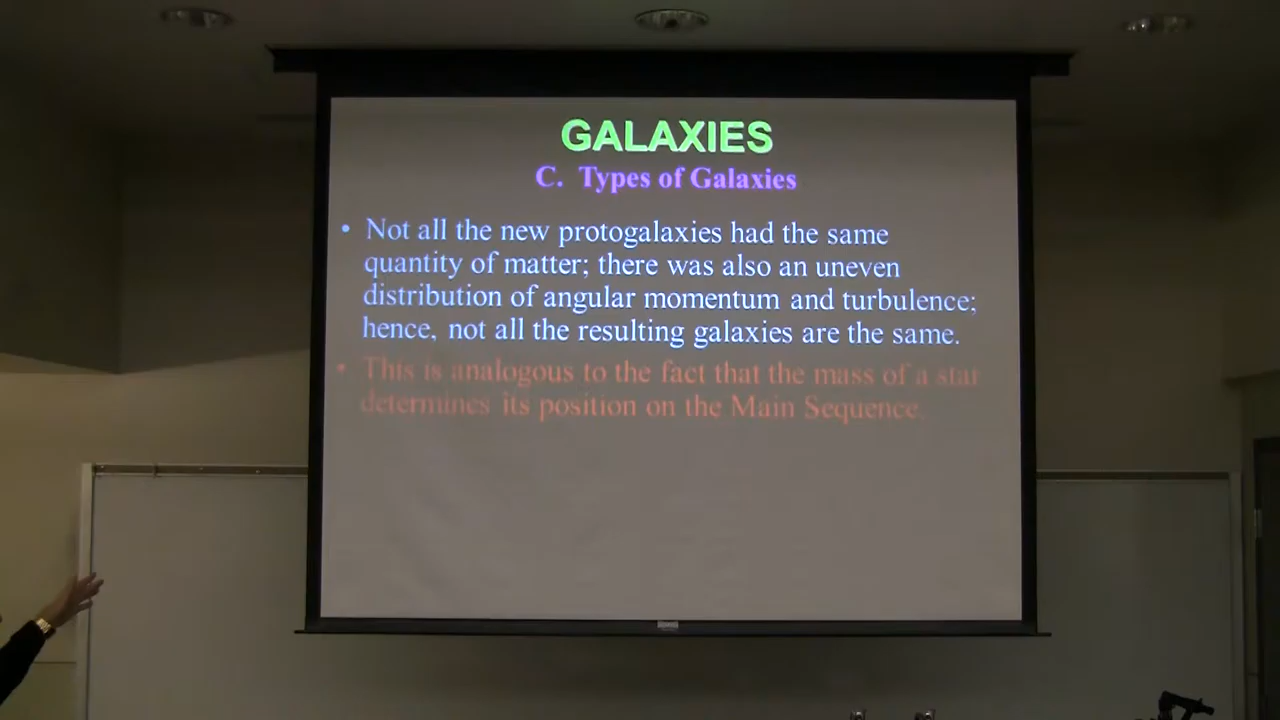 GALAXIES
C. Types of Galaxies
• Not all the new protogalaxies had the same
quantity of matter; there was also an uneven
distribution of angular momentum and turbulence;
hence, not all the resulting galaxies are the same.
• This is analogous to the fact that the mass of a star
determines its position on the Main Sequence.